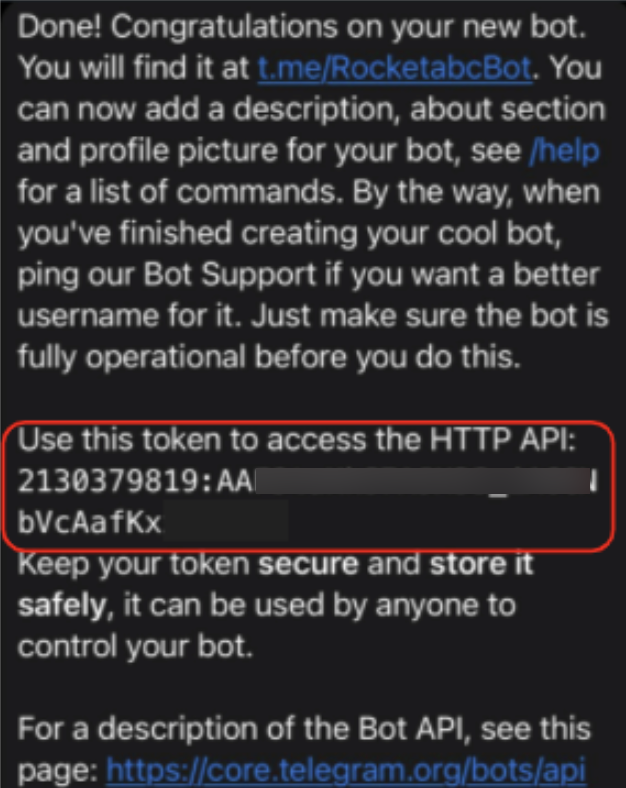 Done! Congratulations on your new bot.
You will find it at t.me/RocketabcBot. You
can now add a description, about section
and profile picture for your bot, see /help
for a list of commands. By the way, when
you've finished creating your cool bot,
ping our Bot Support if you want a better
username for it. Just make sure the bot is
fully operational before you do this.

Use this token to access the HTTP API:
2130379819:AA
bVcAafKx
Keep your token secure and store it
safely, it can be used by anyone to
control your bot.

For a description of the Bot API, see this
page: https://core.telegram.org/bots/api